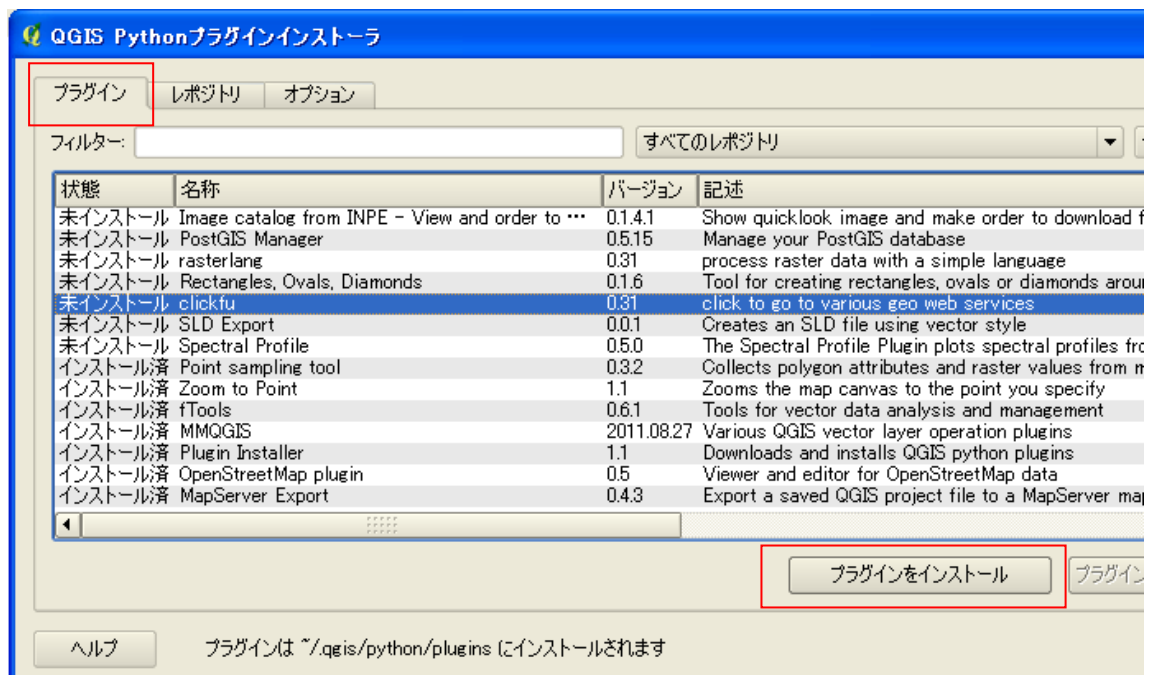 QGIS Pythonプラグインインストーラ
プラグイン レポジトリ オプション
フィルター: すべてのレポジトリ
状態 名称 バージョン 記述
未インストール Image catalog from INPE - View and order to ··· 0.1.4.1 Show quicklook image and make order to download f
未インストール PostGIS Manager 0.5.15 Manage your PostGIS database
未インストール rasterlang 0.31 process raster data with a simple language
未インストール Rectangles, Ovals, Diamonds 0.1.6 Tool for creating rectangles, ovals or diamonds arou
未インストール clickfu 0.31 click to go to various geo web services
未インストール SLD Export 0.0.1 Creates an SLD file using vector style
未インストール Spectral Profile 0.5.0 The Spectral Profile Plugin plots spectral profiles fro
インストール済 Point sampling tool 0.3.2 Collects polygon attributes and raster values from m
インストール済 Zoom to Point 1.1 Zooms the map canvas to the point you specify
インストール済 fTools 0.6.1 Tools for vector data analysis and management
インストール済 MMQGIS 2011.08.27 Various QGIS vector layer operation plugins
インストール済 Plugin Installer 1.1 Downloads and installs QGIS python plugins
インストール済 OpenStreetMap plugin 0.5 Viewer and editor for OpenStreetMap data
インストール済 MapServer Export 0.4.3 Export a saved QGIS project file to a MapServer map
プラグインをインストール プラグイン
ヘルプ プラグインは ~/.qgis/python/plugins にインストールされます